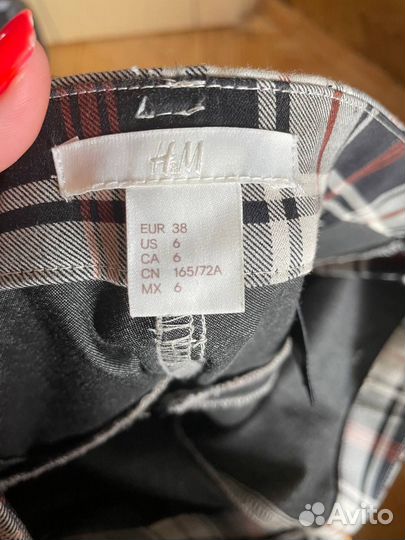 H&M
EUR 38
US 6
CA 6
CN 165/72A
MX 6
Avito